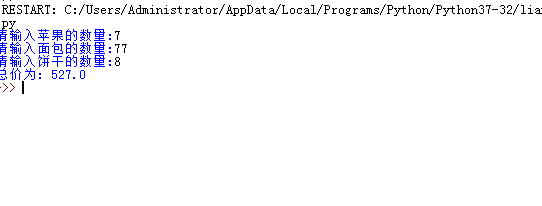 RESTART: C:/Users/Administrator/AppData/Local/Programs/Python/Python37-32/lian
py
请输入苹果的数量:7
请输入面包的数量:77
请输入饼干的数量:8
总价为: 527.0
>>>